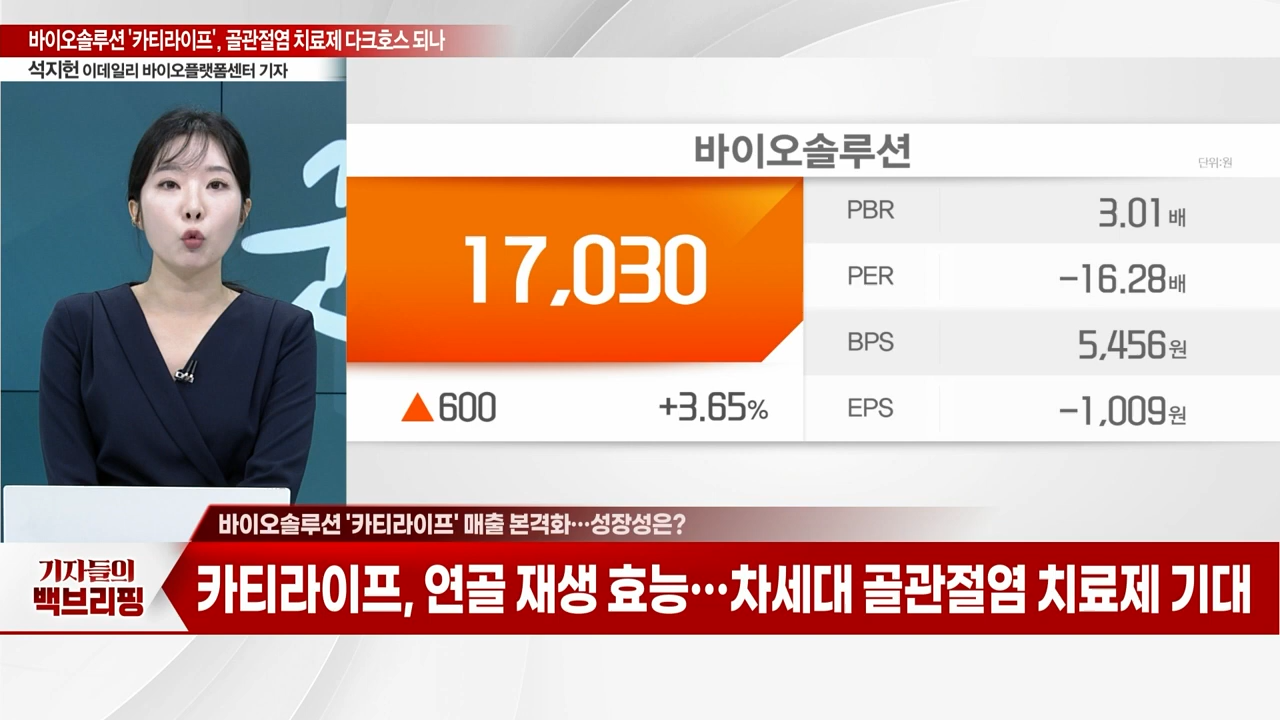 바이오솔루션 '카티라이프', 골관절염 치료제 다크호스 되나
석지헌 이데일리 바이오플랫폼센터 기자
바이오솔루션
단위:원
17,030
▲600 +3.65%
PBR 3.01배
PER -16.28배
BPS 5,456원
EPS -1,009원
바이오솔루션 '카티라이프' 매출 본격화…성장성은?
기자들의
백브리핑
카티라이프, 연골 재생 효능…차세대 골관절염 치료제 기대